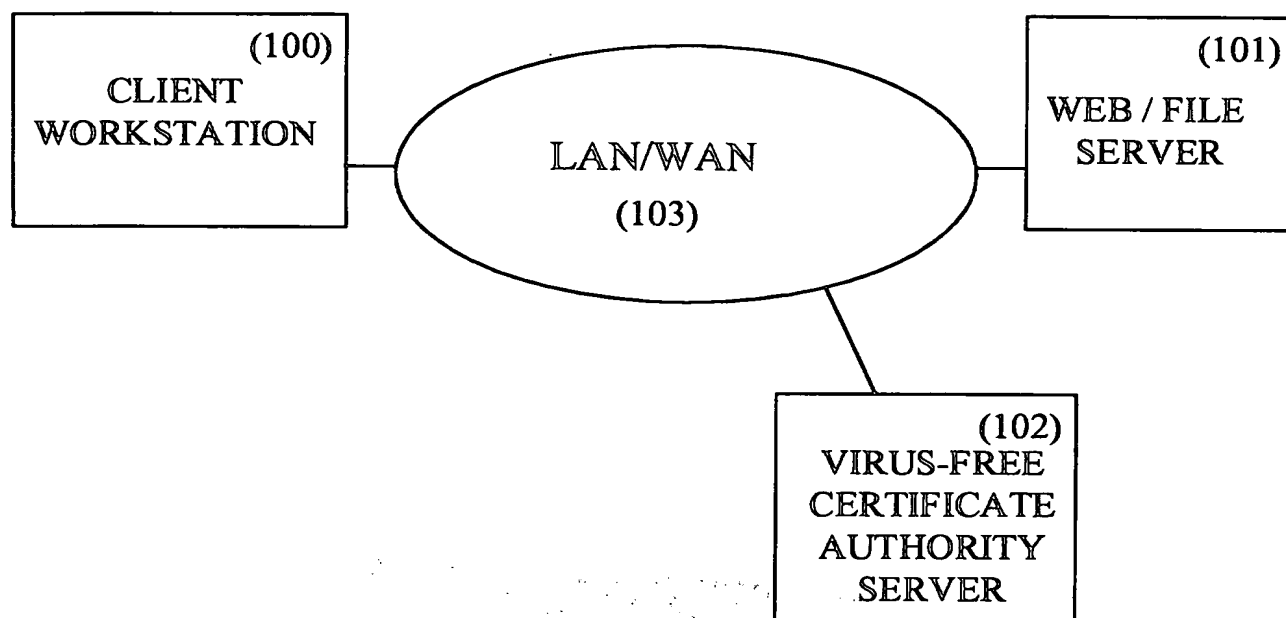 (100)
CLIENT
WORKSTATION
LAN/WAN
(103)
(101)
WEB / FILE
SERVER
(102)
VIRUS-FREE
CERTIFICATE
AUTHORITY
SERVER